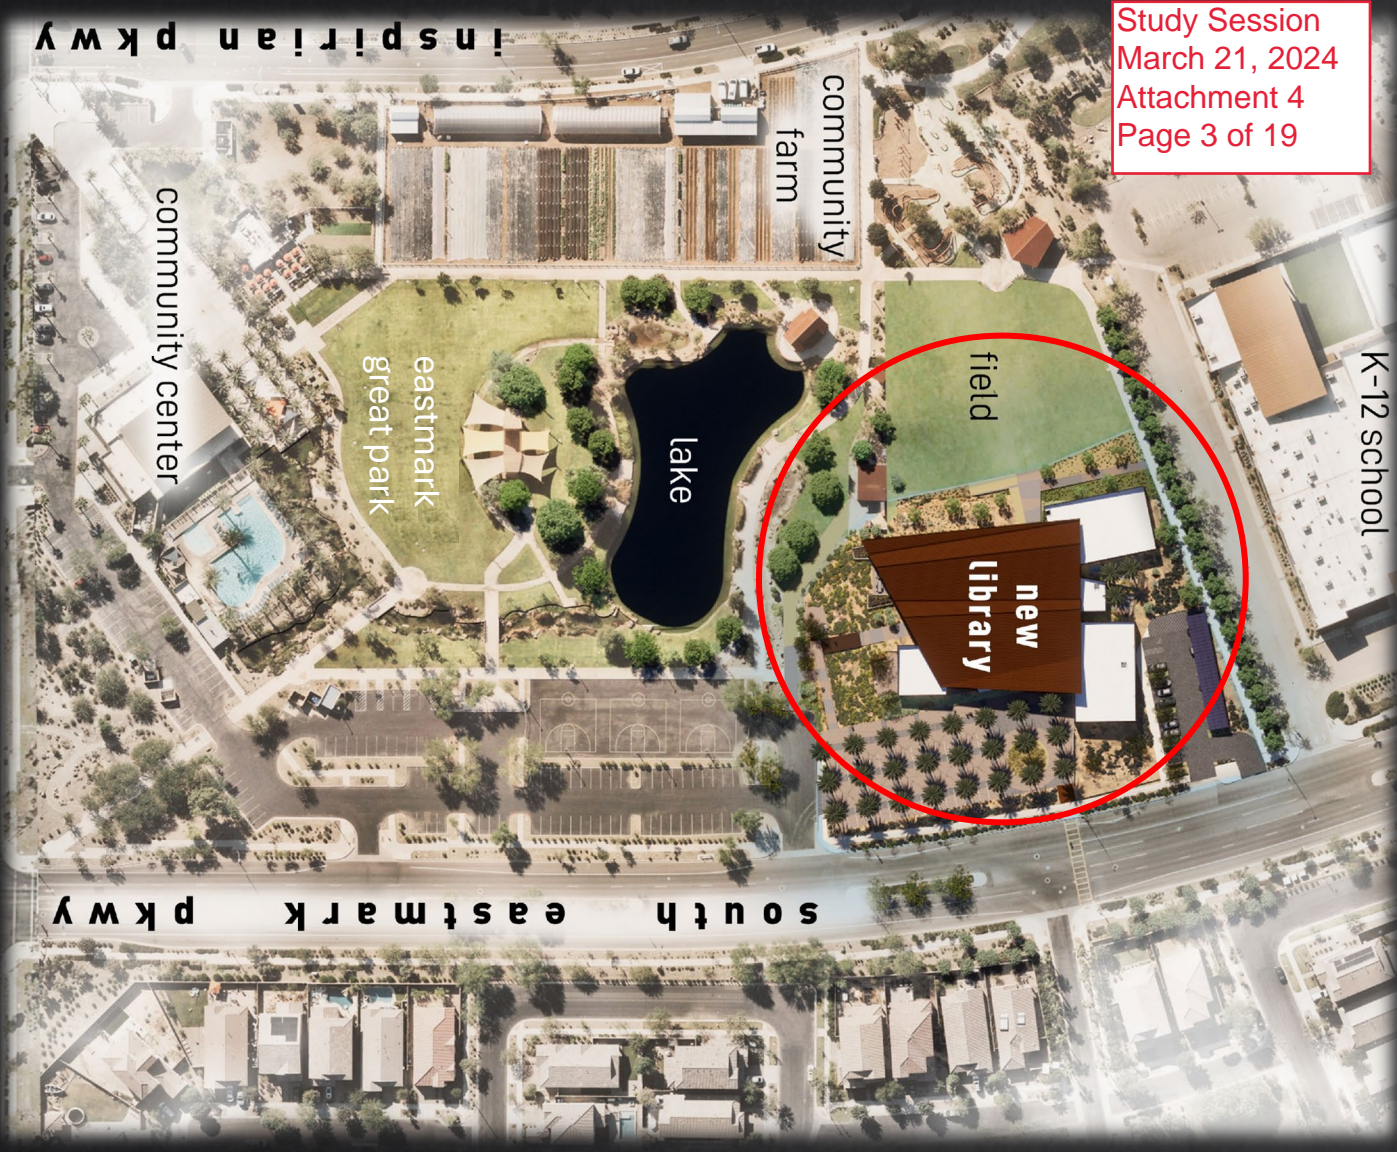 Study Session
March 21, 2024
Attachment 4
Page 3 of 19
inspirian pkwy
community
farm
community center
eastmark
great park
lake
field
new
library
K-12 school
south eastmark pkwy